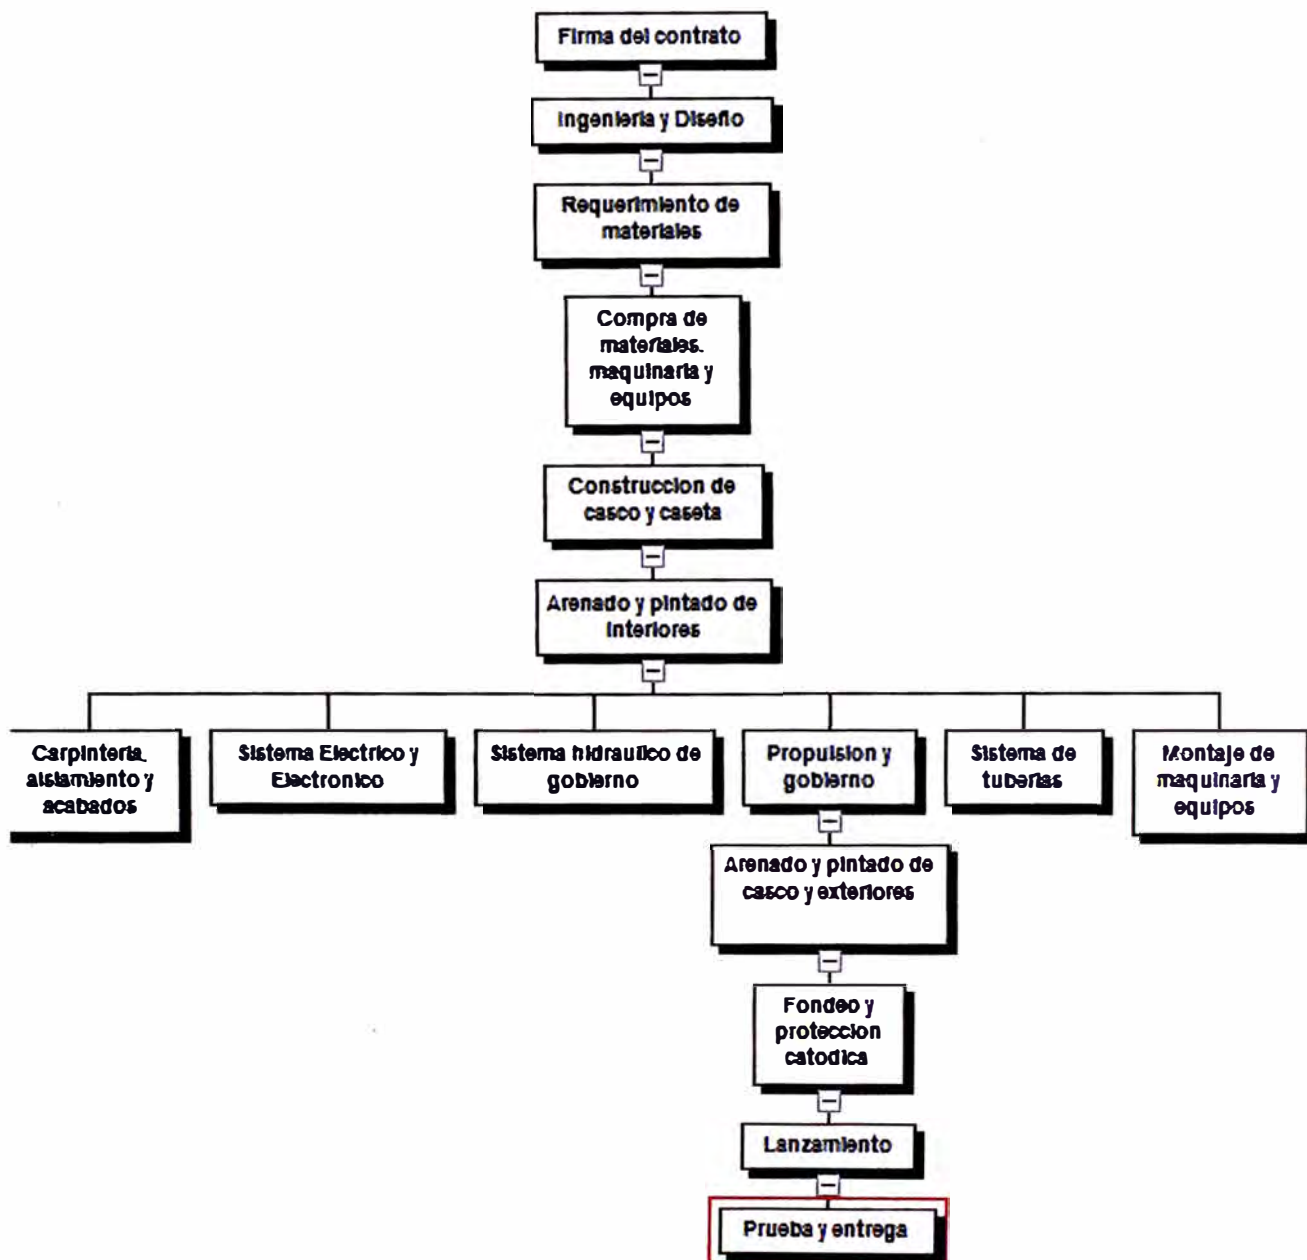 Firma del contrato
Ingenieria y Diseño
Requerimiento de
materiales
Compra de
materiales.
maquinaria y
equipos
Construccion de
casco y caseta
Arenado y pintado de
Interiores
Carpinteria.
aislamiento y
acabados
Sistema Electrico y
Electronico
Sistema hidraulico de
gobierno
Propulsion y
gobierno
Sistema de
tuberias
Montaje de
maquinaria y
equipos
Arenado y pintado de
casco y exteriores
Fondeo y
proteccion
catodica
Lanzamiento
Prueba y entrega